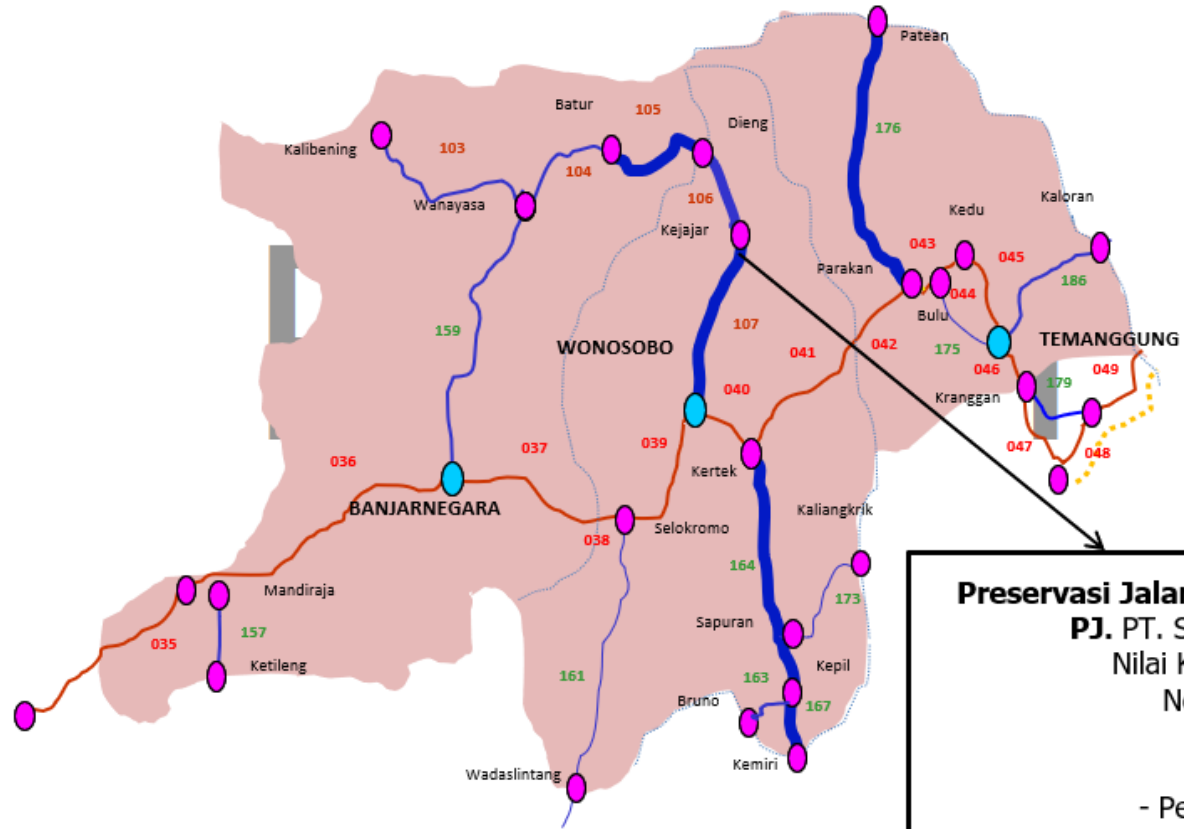 Patean
Batur
105
Dieng
176
Kalibening
103
104
Wanayasa
106
Kejajar
Kedu
Kaloran
043
045
Parakan
044
186
Bulu
159
107
WONOSOBO
041
042
175
TEMANGGUNG
046
179
049
Kranggan
040
036
037
039
047
048
Kertek
BANJARNEGARA
Selokromo
Kaliangkrik
038
164
173
Mandiraja
Sapuran
035
157
Ketileng
161
163
Kepil
Bruno
167
Wadaslintang
Kemiri
Preservasi Jalan
PJ. PT. S
Nilai K
- Pe